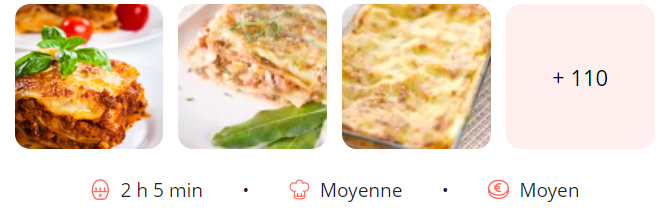 + 110
2 h 5 min • Moyenne • Moyen